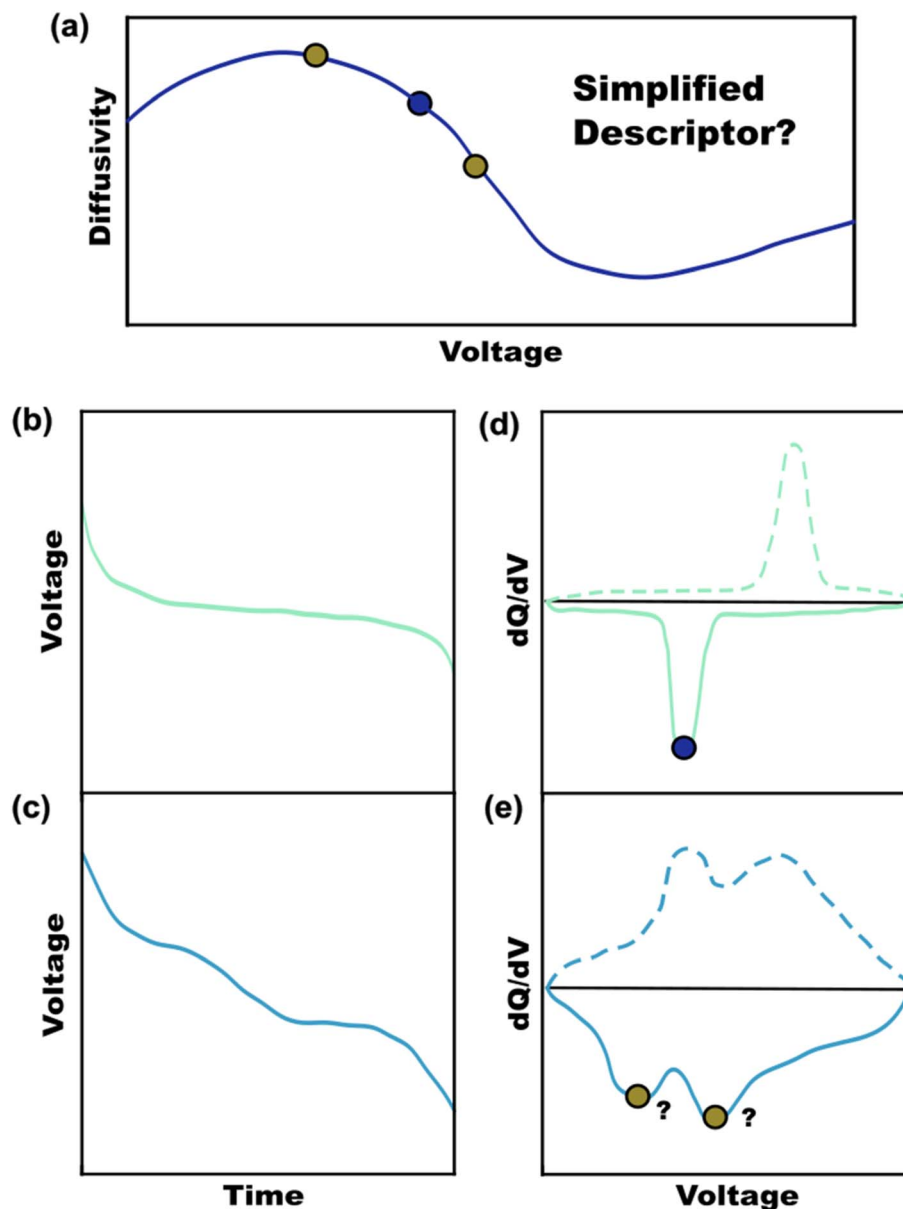 (a)
Simplified
Descriptor?
Diffusivity
Voltage
(b)
Voltage
(d)
dQ/dV
(c)
Voltage
Time
(e)
dQ/dV
?
?
Voltage